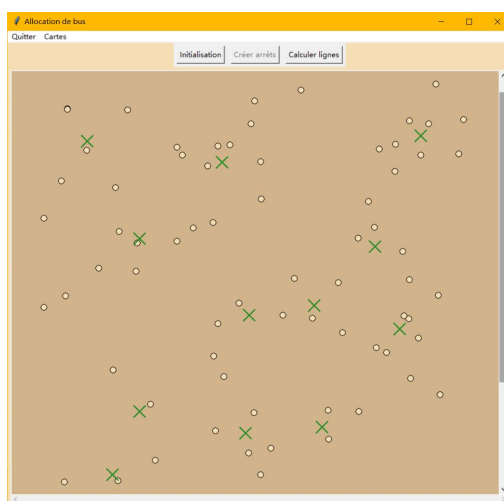 Allocation de bus
Quitter Cartes
Initialisation Créer arrêts Calculer lignes